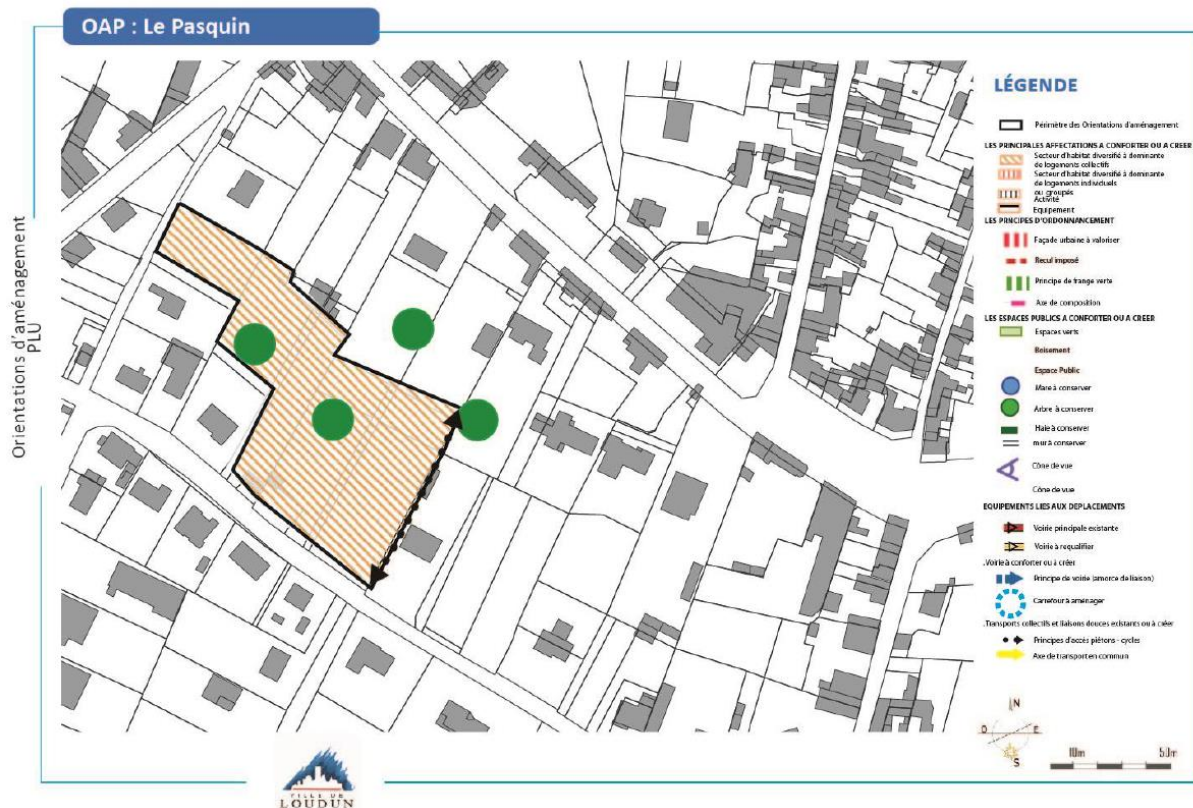 OAP : Le Pasquin
Orientations d'aménagement
PLU
LÉGENDE
Périmètre des Orientations d'aménagement
LES PRINCIPALES AFFECTATIONS A CONFORTER OU A CREER
Secteur d'habitat diversifié à dominante
de logements collectifs
Secteur d'habitat diversifié à dominante
de logements individuels
ou groupés
Activité
Equipement
LES PRINCIPES D'ORDONNANCEMENT
Façade urbaine à valoriser
Recul imposé
Principe de frange verte
Axe de composition
LES ESPACES PUBLICS A CONFORTER OU A CREER
Espaces verts
Boisement
Espace Public
Mare à conserver
Arbre à conserver
Haie à conserver
mur à conserver
Cône de vue
Cône de vue
EQUIPEMENTS LIES AUX DEPLACEMENTS
Voirie principale existante
Voirie à requalifier
.Voirie à conforter ou à créer
Principe de voirie (amorce de liaison)
Carrefour à aménager
.Transports collectifs et liaisons douces existants ou à créer
Principes d'accès piétons - cycles
Axe de transport en commun
N
O E
S
10m 50m
VILLE DE
LOUDUN